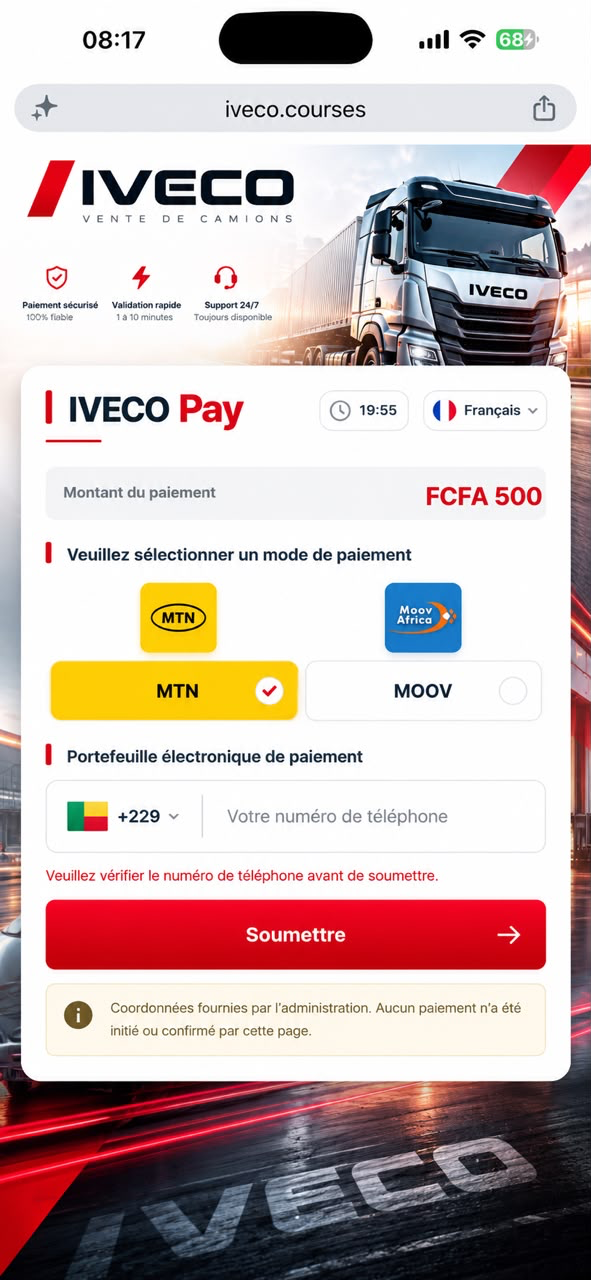 08:17
68
iveco.courses
IVECO
VENTE DE CAMIONS
Paiement sécurisé
100% fiable
Validation rapide
1 à 10 minutes
Support 24/7
Toujours disponible
IVECO
IVECO Pay
19:55
Français
Montant du paiement
FCFA 500
Veuillez sélectionner un mode de paiement
MTN
Moov
Africa
MTN
MOOV
Portefeuille électronique de paiement
+229
Votre numéro de téléphone
Veuillez vérifier le numéro de téléphone avant de soumettre.
Soumettre
Coordonnées fournies par l'administration. Aucun paiement n'a été
initié ou confirmé par cette page.
IVECO